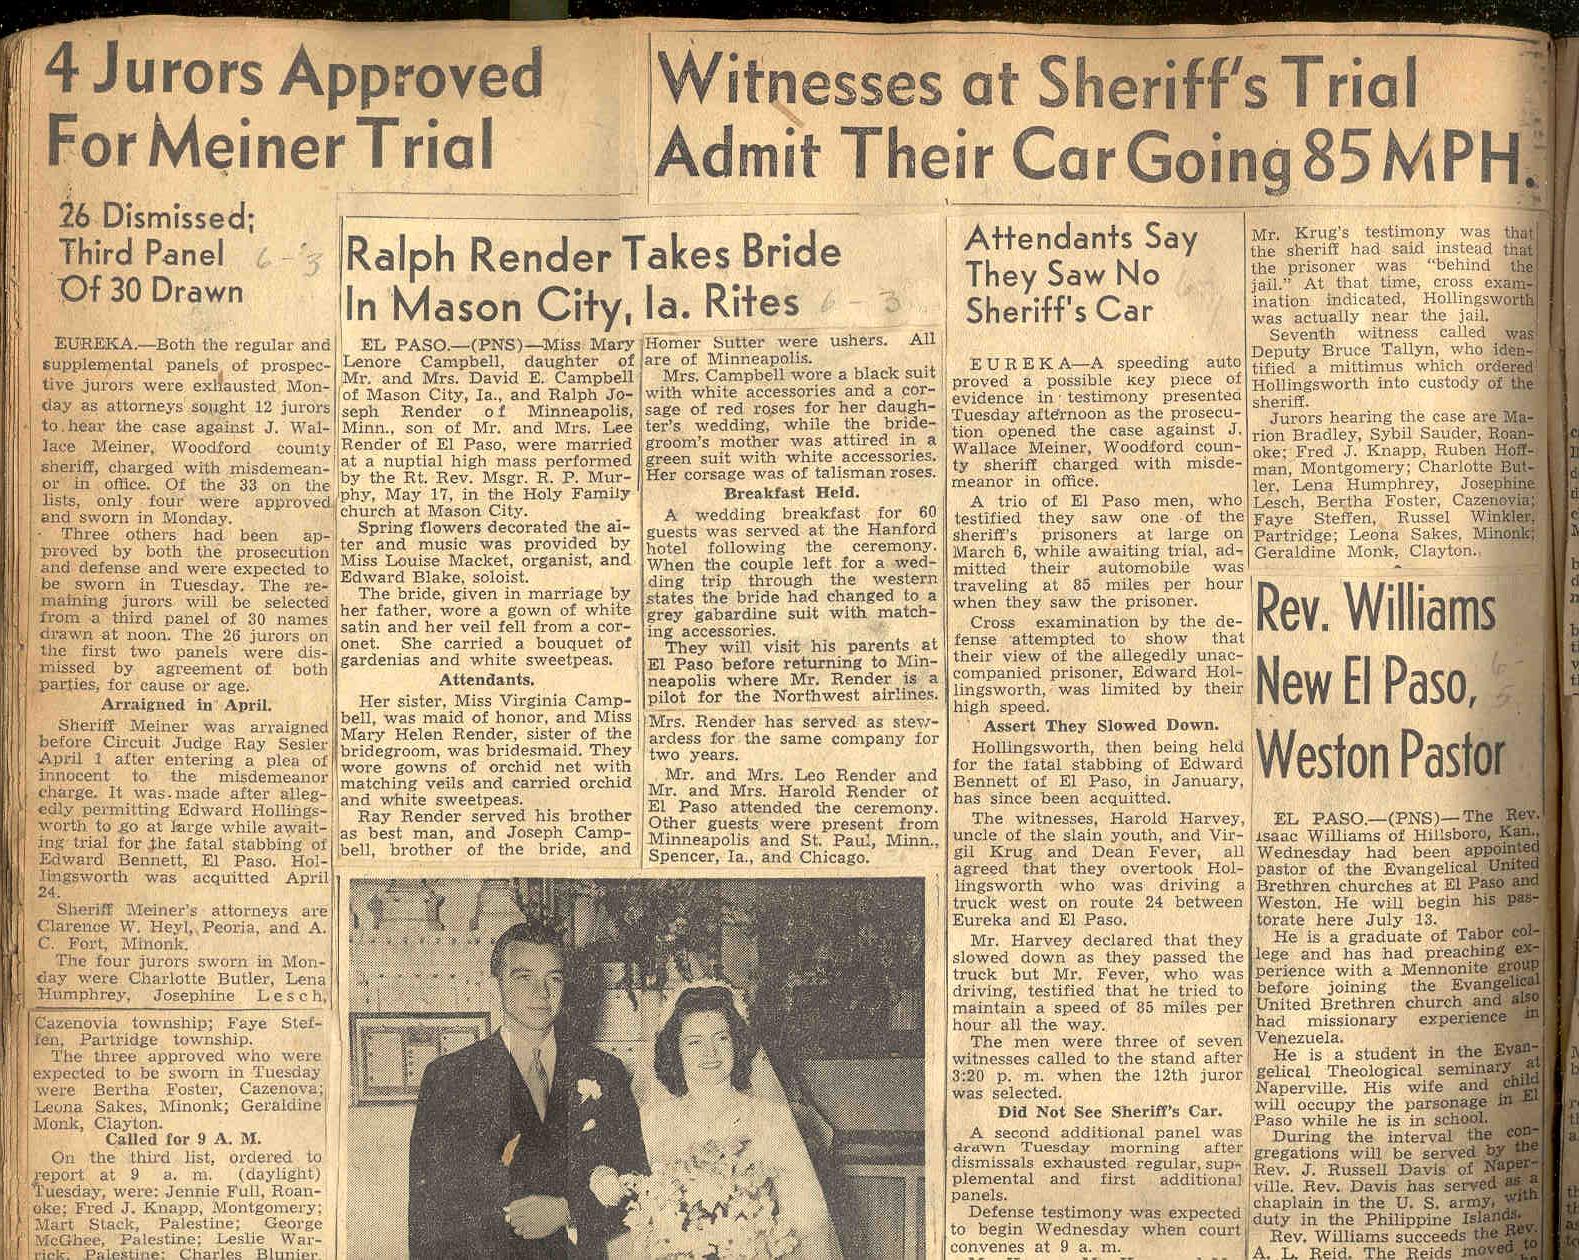 4 Jurors Approved
For Meiner Trial
26 Dismissed;
Third Panel
Of 30 Drawn
6-3
EUREKA.—Both the regular and
supplemental panels of prospec-
tive jurors were exhausted Mon-
day as attorneys sought 12 jurors
to hear the case against J. Wal-
lace Meiner, Woodford county
sheriff, charged with misdemean-
or in office. Of the 33 on the
lists, only four were approved
and sworn in Monday.
Three others had been ap-
proved by both the prosecution
and defense and were expected to
be sworn in Tuesday. The re-
maining jurors will be selected
from a third panel of 30 names
drawn at noon. The 26 jurors on
the first two panels were dis-
missed by agreement of both
parties, for cause or age.
Arraigned in April.
Sheriff Meiner was arraigned
before Circuit Judge Ray Sesler
April 1 after entering a plea of
innocent to the misdemeanor
charge. It was made after alleg-
edly permitting Edward Hollings-
worth to go at large while await-
ing trial for the fatal stabbing of
Edward Bennett, El Paso. Hol-
lingsworth was acquitted April
24.
Sheriff Meiner's attorneys are
Clarence W. Heyl, Peoria, and A.
C. Fort, Minonk.
The four jurors sworn in Mon-
day were Charlotte Butler, Lena
Humphrey, Josephine Lesch,
Cazenovia township; Faye Stef-
fen, Partridge township.
The three approved who were
expected to be sworn in Tuesday
were Bertha Foster, Cazenova;
Leona Sakes, Minonk; Geraldine
Monk, Clayton.
Called for 9 A. M.
On the third list, ordered to
report at 9 a. m. (daylight)
Tuesday, were: Jennie Full, Roan-
oke; Fred J. Knapp, Montgomery;
Mart Stack, Palestine; George
McGhee, Palestine; Leslie War-
rick, Palestine; Charles Blunier,
Ralph Render Takes Bride
In Mason City, Ia. Rites
6-3
EL PASO.—(PNS)—Miss Mary
Lenore Campbell, daughter of
Mr. and Mrs. David E. Campbell
of Mason City, Ia., and Ralph Jo-
seph Render of Minneapolis,
Minn., son of Mr. and Mrs. Lee
Render of El Paso, were married
at a nuptial high mass performed
by the Rt. Rev. Msgr. R. P. Mur-
phy, May 17, in the Holy Family
church at Mason City.
Spring flowers decorated the al-
ter and music was provided by
Miss Louise Macket, organist, and
Edward Blake, soloist.
The bride, given in marriage by
her father, wore a gown of white
satin and her veil fell from a cor-
onet. She carried a bouquet of
gardenias and white sweetpeas.
Attendants.
Her sister, Miss Virginia Camp-
bell, was maid of honor, and Miss
Mary Helen Render, sister of the
bridegroom, was bridesmaid. They
wore gowns of orchid net with
matching veils and carried orchid
and white sweetpeas.
Ray Render served his brother
as best man, and Joseph Camp-
bell, brother of the bride, and
Homer Sutter were ushers. All
are of Minneapolis.
Mrs. Campbell wore a black suit
with white accessories and a cor-
sage of red roses for her daugh-
ter's wedding, while the bride-
groom's mother was attired in a
green suit with white accessories.
Her corsage was of talisman roses.
Breakfast Held.
A wedding breakfast for 60
guests was served at the Hanford
hotel following the ceremony.
When the couple left for a wed-
ding trip through the western
states the bride had changed to a
grey gabardine suit with match-
ing accessories.
They will visit his parents at
El Paso before returning to Min-
neapolis where Mr. Render is a
pilot for the Northwest airlines.
Mrs. Render has served as stew-
ardess for the same company for
two years.
Mr. and Mrs. Leo Render and
Mr. and Mrs. Harold Render of
El Paso attended the ceremony.
Other guests were present from
Minneapolis and St. Paul, Minn.,
Spencer, Ia., and Chicago.
Witnesses at Sheriff's Trial
Admit Their Car Going 85 MPH.
Attendants Say
They Saw No
Sheriff's Car
EUREKA—A speeding auto
proved a possible key piece of
evidence in testimony presented
Tuesday afternoon as the prosecu-
tion opened the case against J.
Wallace Meiner, Woodford coun-
ty sheriff charged with misde-
meanor in office.
A trio of El Paso men, who
testified they saw one of the
sheriff's prisoners at large on
March 6, while awaiting trial, ad-
mitted their automobile was
traveling at 85 miles per hour
when they saw the prisoner.
Cross examination by the de-
fense attempted to show that
their view of the allegedly unac-
companied prisoner, Edward Hol-
lingsworth, was limited by their
high speed.
Assert They Slowed Down.
Hollingsworth, then being held
for the fatal stabbing of Edward
Bennett of El Paso, in January,
has since been acquitted.
The witnesses, Harold Harvey,
uncle of the slain youth, and Vir-
gil Krug and Dean Fever, all
agreed that they overtook Hol-
lingsworth who was driving a
truck west on route 24 between
Eureka and El Paso.
Mr. Harvey declared that they
slowed down as they passed the
truck but Mr. Fever, who was
driving, testified that he tried to
maintain a speed of 85 miles per
hour all the way.
The men were three of seven
witnesses called to the stand after
3:20 p. m. when the 12th juror
was selected.
Did Not See Sheriff's Car.
A second additional panel was
drawn Tuesday morning after
dismissals exhausted regular, sup-
plemental and first additional
panels.
Defense testimony was expected
to begin Wednesday when court
convenes at 9 a. m.
Mr. Krug's testimony was that
the sheriff had said instead that
the prisoner was "behind the
jail." At that time, cross exam-
ination indicated, Hollingsworth
was actually near the jail.
Seventh witness called was
Deputy Bruce Tallyn, who iden-
tified a mittimus which ordered
Hollingsworth into custody of the
sheriff.
Jurors hearing the case are Ma-
rion Bradley, Sybil Sauder, Roan-
oke; Fred J. Knapp, Ruben Hoff-
man, Montgomery; Charlotte But-
ler, Lena Humphrey, Josephine
Lesch, Bertha Foster, Cazenovia;
Faye Steffen, Russel Winkler,
Partridge; Leona Sakes, Minonk;
Geraldine Monk, Clayton.
Rev. Williams
New El Paso,
Weston Pastor
6-5
EL PASO.—(PNS)—The Rev.
Isaac Williams of Hillsboro, Kan.,
Wednesday had been appointed
pastor of the Evangelical United
Brethren churches at El Paso and
Weston. He will begin his pas-
torate here July 13.
He is a graduate of Tabor col-
lege and has had preaching ex-
perience with a Mennonite group
before joining the Evangelical
United Brethren church and also
had missionary experience in
Venezuela.
He is a student in the Evan-
gelical Theological seminary at
Naperville. His wife and child
will occupy the parsonage in El
Paso while he is in school.
During the interval the con-
gregations will be served by the
Rev. J. Russell Davis of Naper-
ville. Rev. Davis has served as a
chaplain in the U. S. army, with
duty in the Philippine Islands.
Rev. Williams succeeds the Rev.
A. L. Reid. The Reids moved to